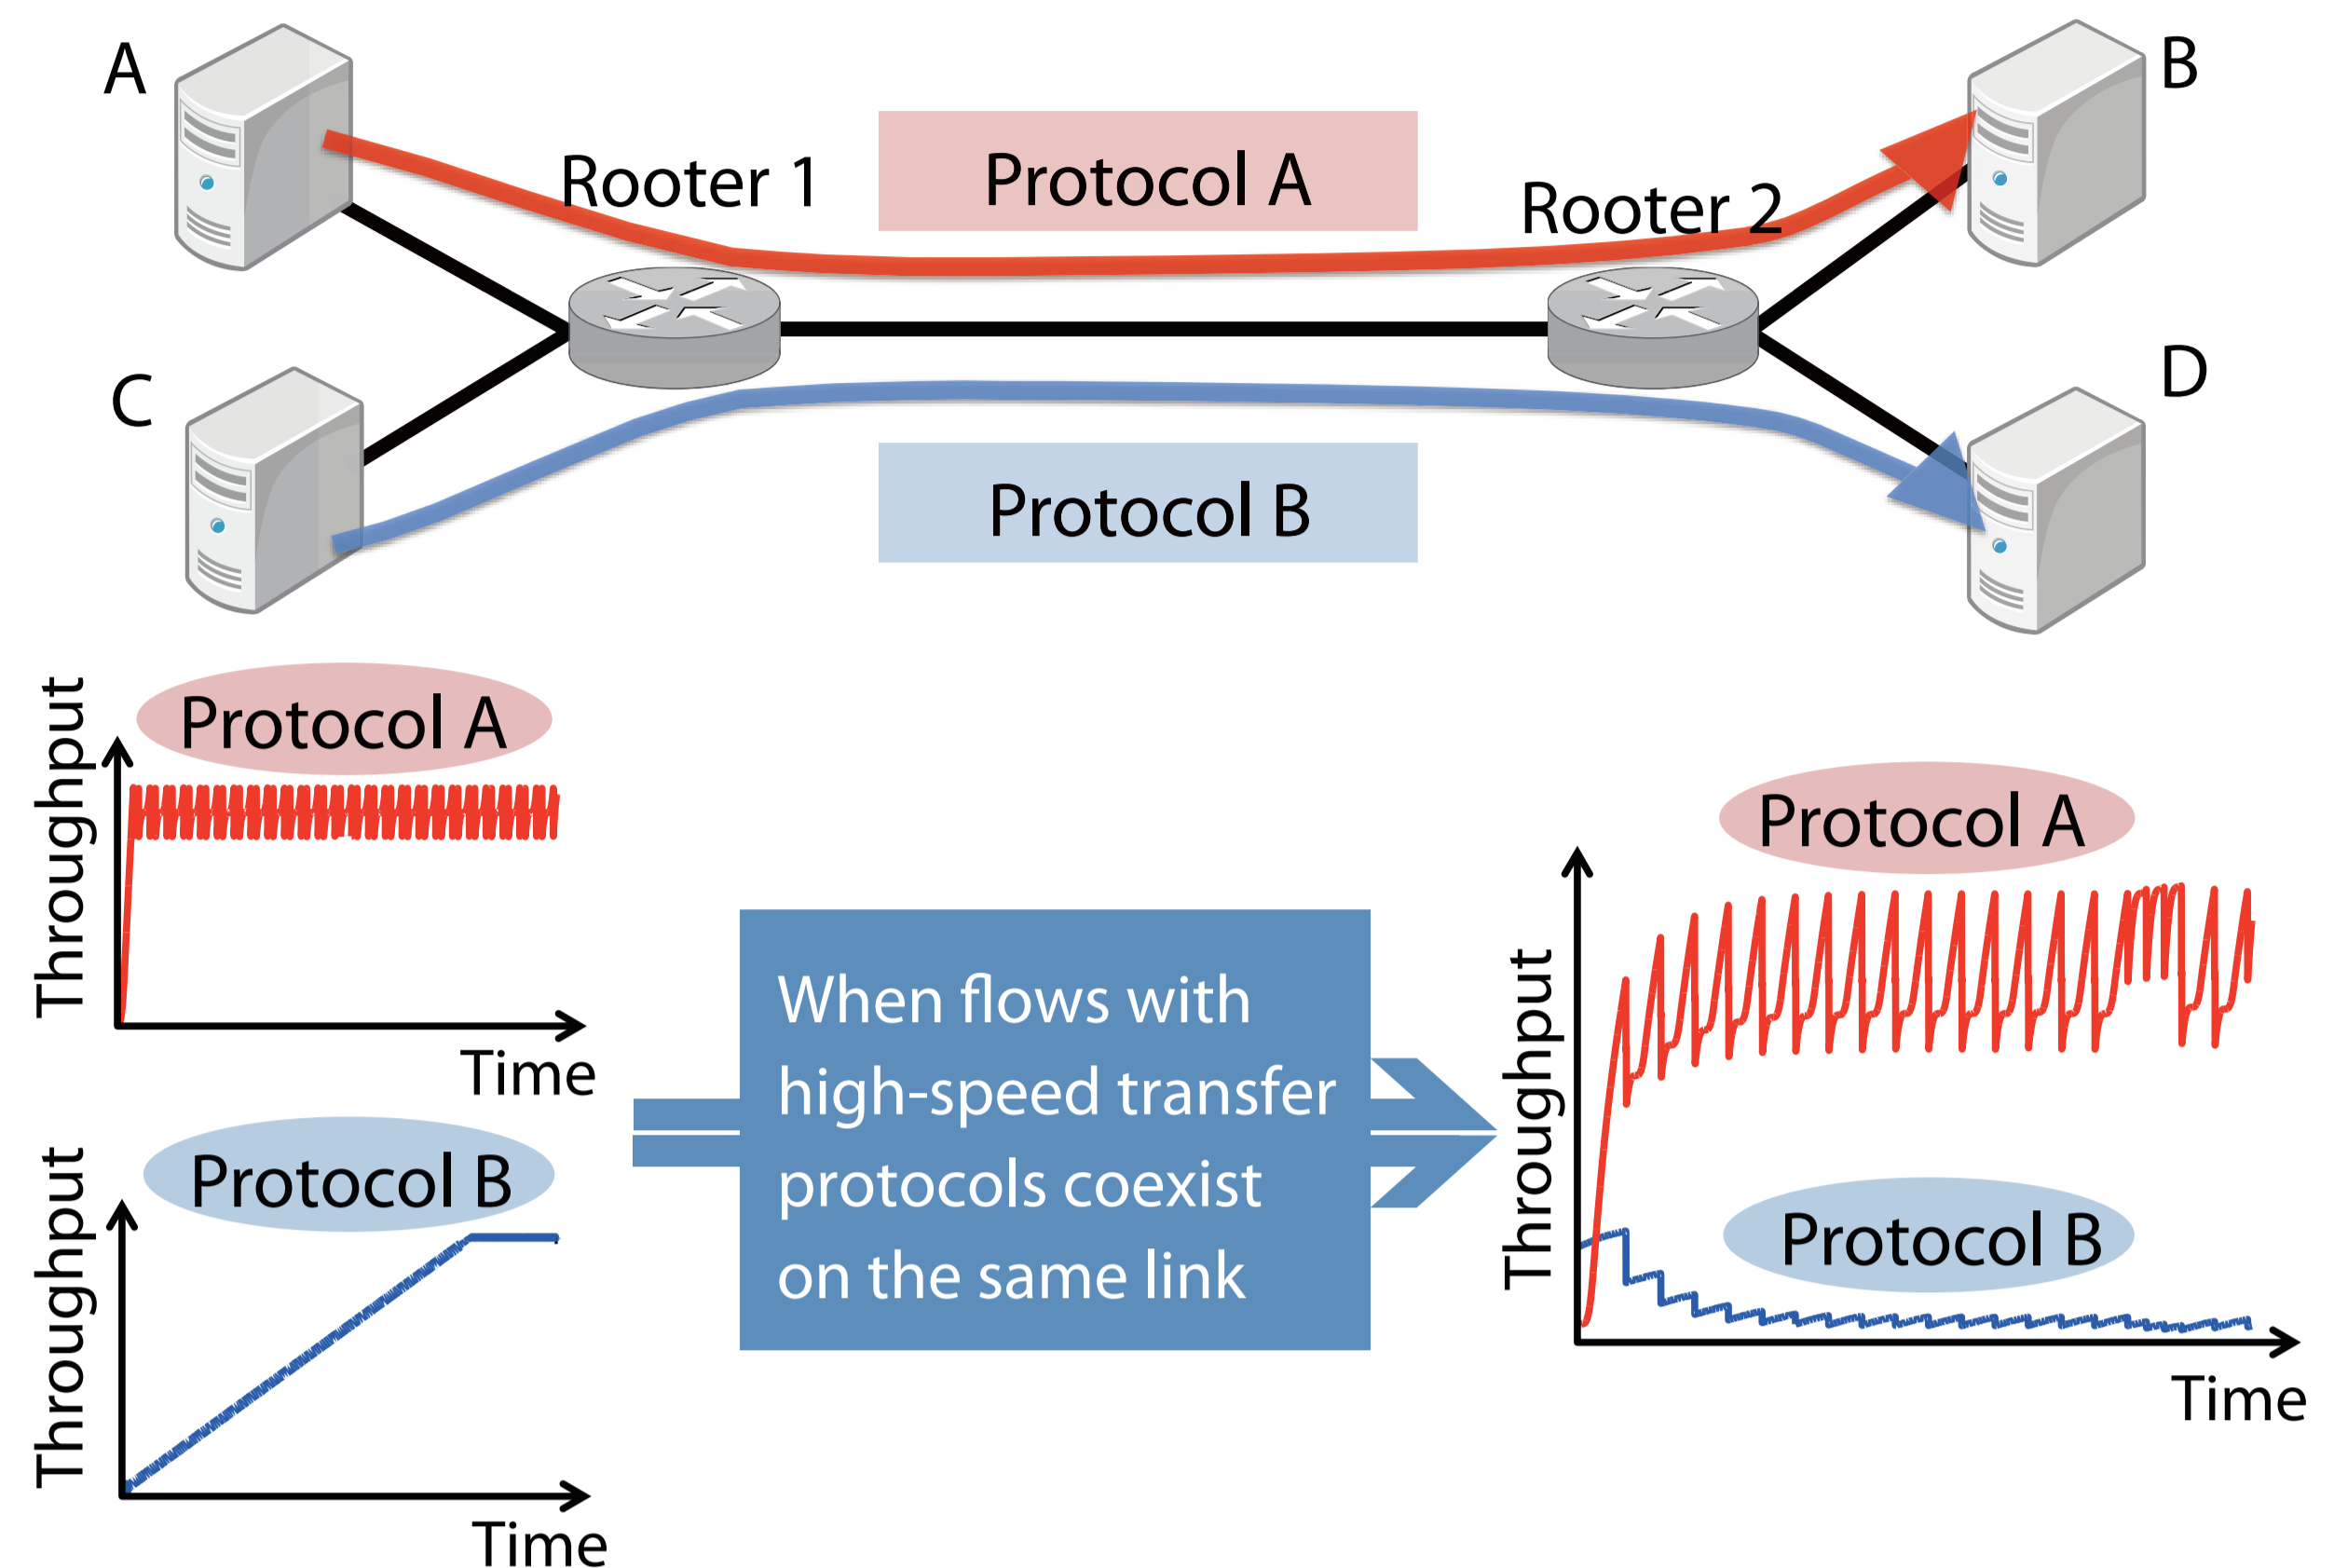 A
B
Rooter 1
Protocol A
Rooter 2
C
D
Protocol B
Protocol A
Throughput
Time
Protocol B
Throughput
Time
When flows with
high-speed transfer
protocols coexist
on the same link
Protocol A
Throughput
Protocol B
Time